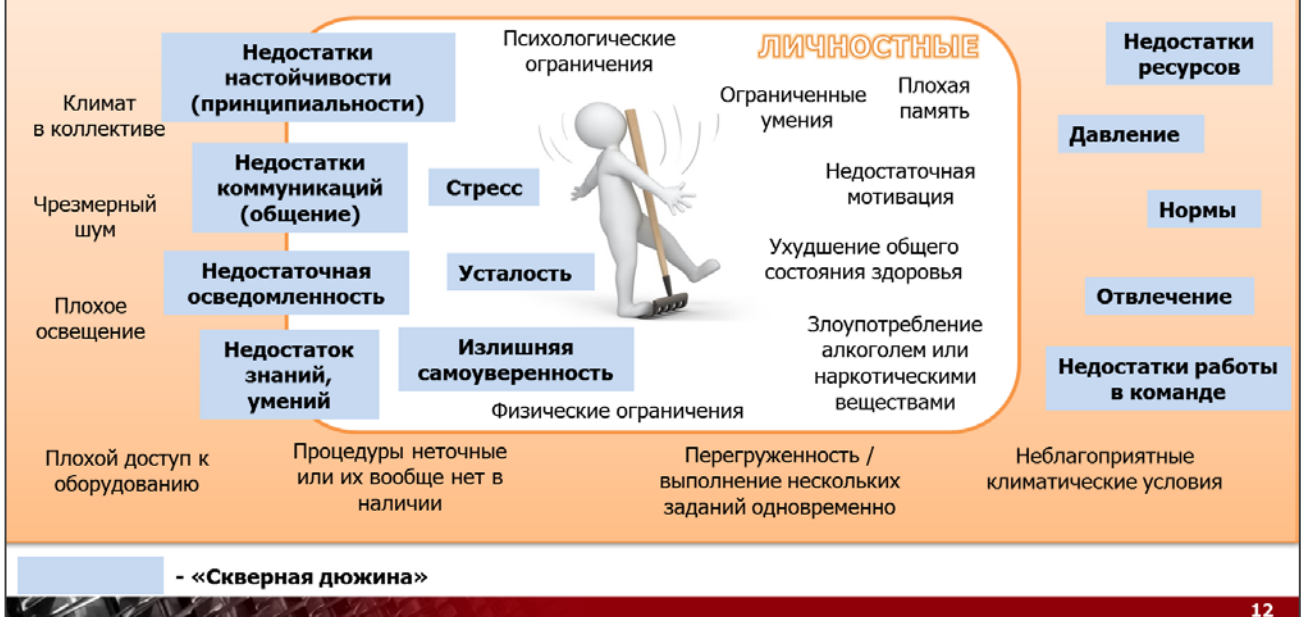 Недостатки
настойчивости
(принципиальности)
Психологические
ограничения
ЛИЧНОСТНЫЕ
Недостатки
ресурсов
Климат
в коллективе
Ограниченные
умения
Плохая
память
Давление
Недостатки
коммуникаций
(общение)
Стресс
Недостаточная
мотивация
Чрезмерный
шум
Нормы
Недостаточная
осведомленность
Усталость
Ухудшение общего
состояния здоровья
Плохое
освещение
Отвлечение
Недостаток
знаний,
умений
Излишняя
самоуверенность
Злоупотребление
алкоголем или
наркотическими
веществами
Недостатки работы
в команде
Физические ограничения
Плохой доступ к
оборудованию
Процедуры неточные
или их вообще нет в
наличии
Перегруженность /
выполнение нескольких
заданий одновременно
Неблагоприятные
климатические условия
- «Скверная дюжина»
12